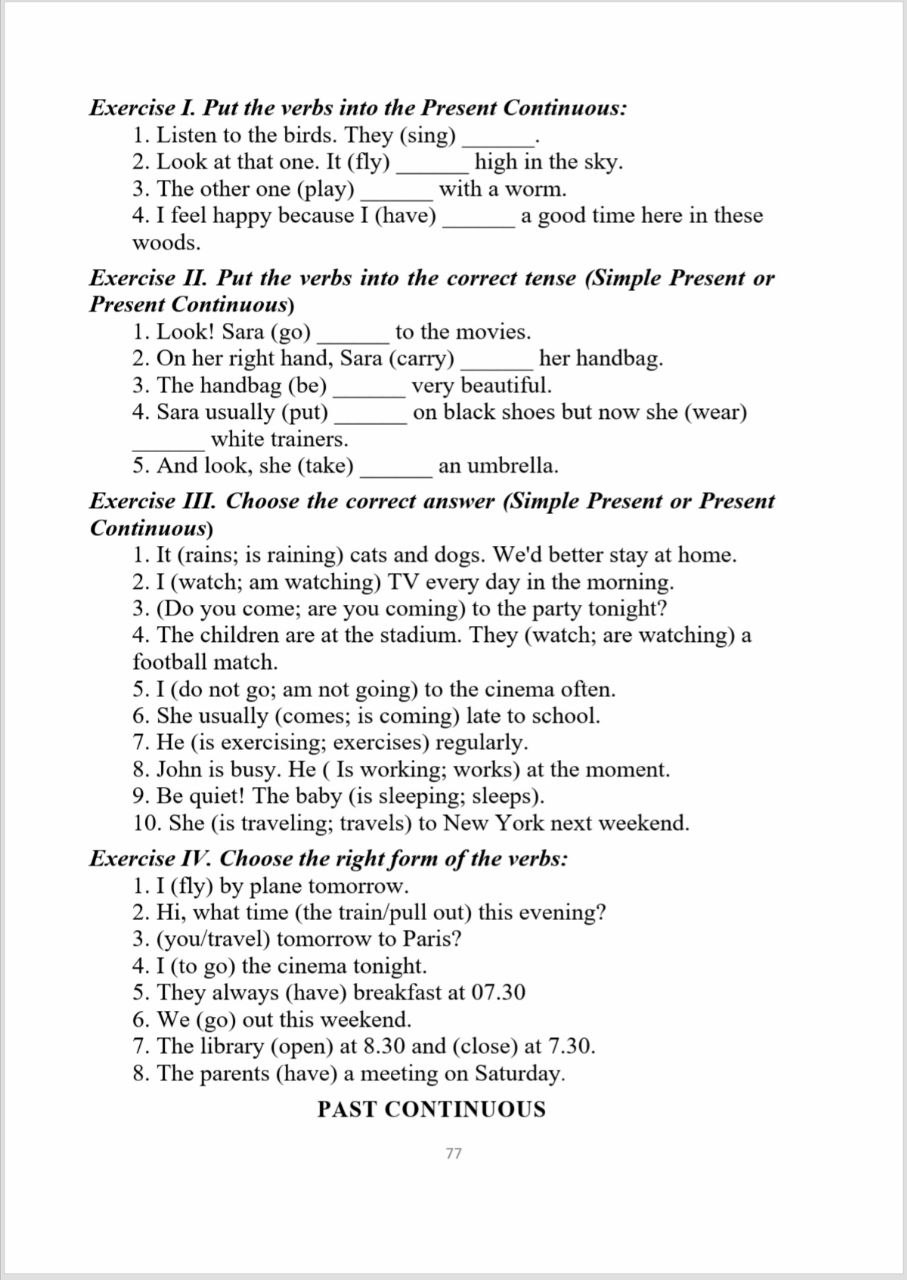 Exercise I. Put the verbs into the Present Continuous:
1. Listen to the birds. They (sing) ______.
2. Look at that one. It (fly) ______ high in the sky.
3. The other one (play) ______ with a worm.
4. I feel happy because I (have) ______ a good time here in these
woods.
Exercise II. Put the verbs into the correct tense (Simple Present or
Present Continuous)
1. Look! Sara (go) ______ to the movies.
2. On her right hand, Sara (carry) ______ her handbag.
3. The handbag (be) ______ very beautiful.
4. Sara usually (put) ______ on black shoes but now she (wear)
______ white trainers.
5. And look, she (take) ______ an umbrella.
Exercise III. Choose the correct answer (Simple Present or Present
Continuous)
1. It (rains; is raining) cats and dogs. We'd better stay at home.
2. I (watch; am watching) TV every day in the morning.
3. (Do you come; are you coming) to the party tonight?
4. The children are at the stadium. They (watch; are watching) a
football match.
5. I (do not go; am not going) to the cinema often.
6. She usually (comes; is coming) late to school.
7. He (is exercising; exercises) regularly.
8. John is busy. He ( Is working; works) at the moment.
9. Be quiet! The baby (is sleeping; sleeps).
10. She (is traveling; travels) to New York next weekend.
Exercise IV. Choose the right form of the verbs:
1. I (fly) by plane tomorrow.
2. Hi, what time (the train/pull out) this evening?
3. (you/travel) tomorrow to Paris?
4. I (to go) the cinema tonight.
5. They always (have) breakfast at 07.30
6. We (go) out this weekend.
7. The library (open) at 8.30 and (close) at 7.30.
8. The parents (have) a meeting on Saturday.
PAST CONTINUOUS
77